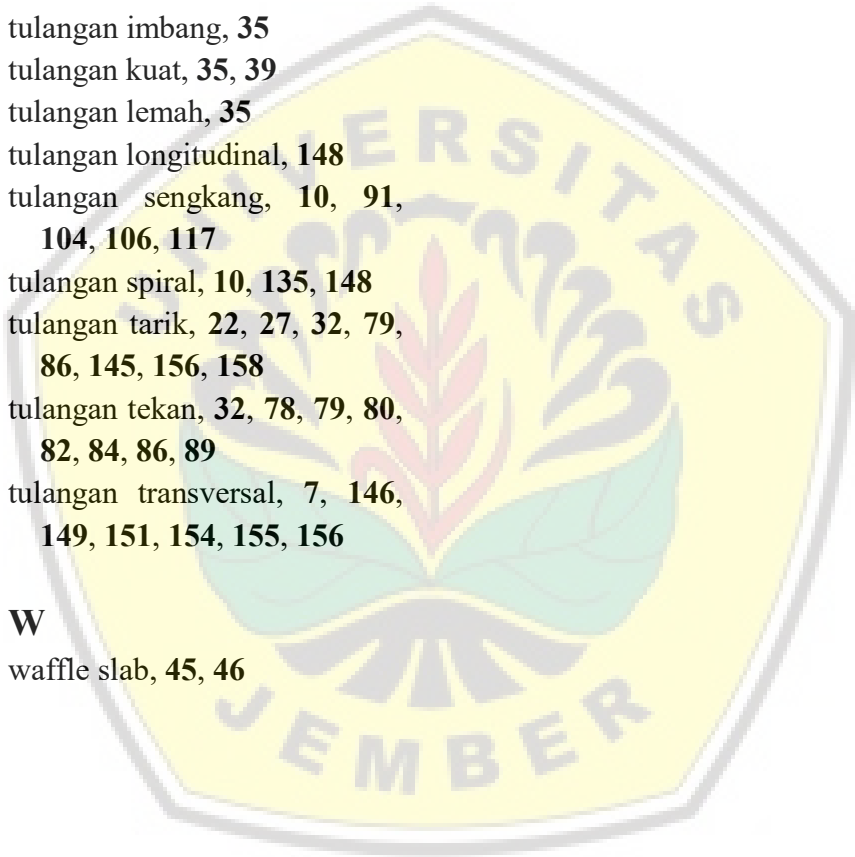 tulangan imbang, 35
tulangan kuat, 35, 39
tulangan lemah, 35
tulangan longitudinal, 148
tulangan sengkang, 10, 91,
104, 106, 117
tulangan spiral, 10, 135, 148
tulangan tarik, 22, 27, 32, 79,
86, 145, 156, 158
tulangan tekan, 32, 78, 79, 80,
82, 84, 86, 89
tulangan transversal, 7, 146,
149, 151, 154, 155, 156
W
waffle slab, 45, 46
UNIVERSITAS
JEMBER